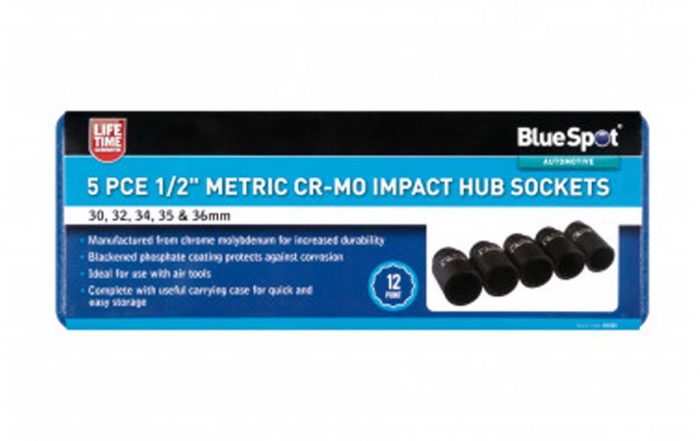 LIFE
TIME
BlueSpot®
AUTOMOTIVE
5 PCE 1/2" METRIC CR-MO IMPACT HUB SOCKETS
30, 32, 34, 35 & 36mm
• Manufactured from chrome molybdenum for increased durability
• Blackened phosphate coating protects against corrosion
• Ideal for use with air tools
• Complete with useful carrying case for quick and
easy storage
12
POINT